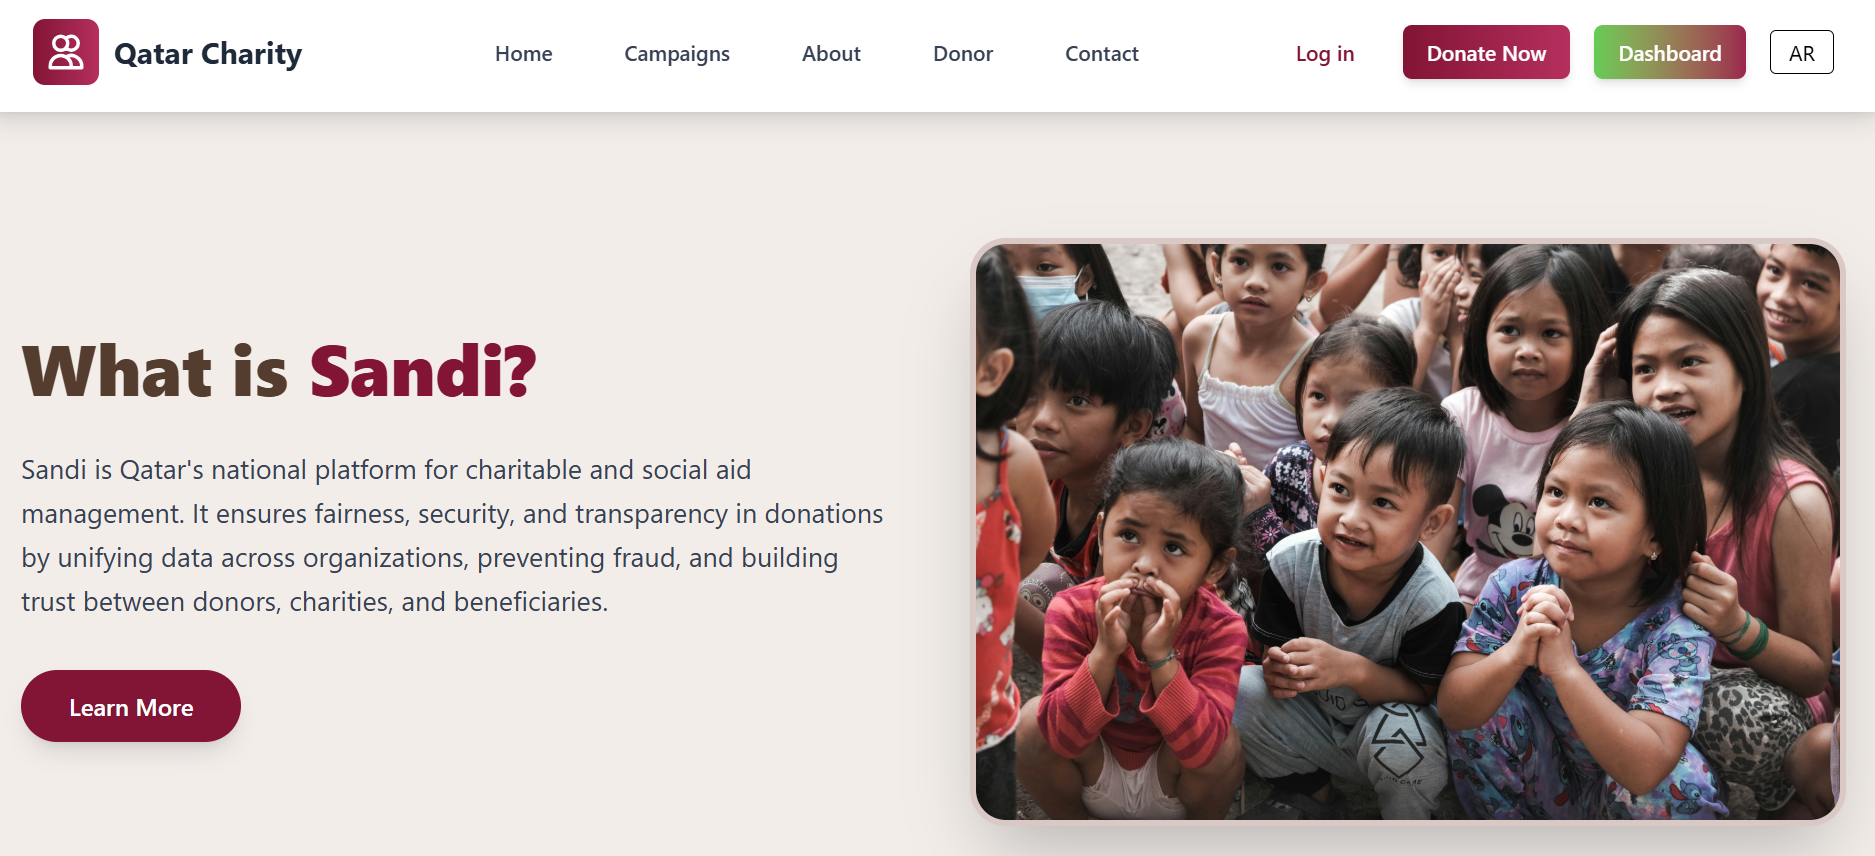 Qatar Charity
Home
Campaigns
About
Donor
Contact
Log in
Donate Now
Dashboard
AR
What is Sandi?
Sandi is Qatar's national platform for charitable and social aid
management. It ensures fairness, security, and transparency in donations
by unifying data across organizations, preventing fraud, and building
trust between donors, charities, and beneficiaries.
Learn More